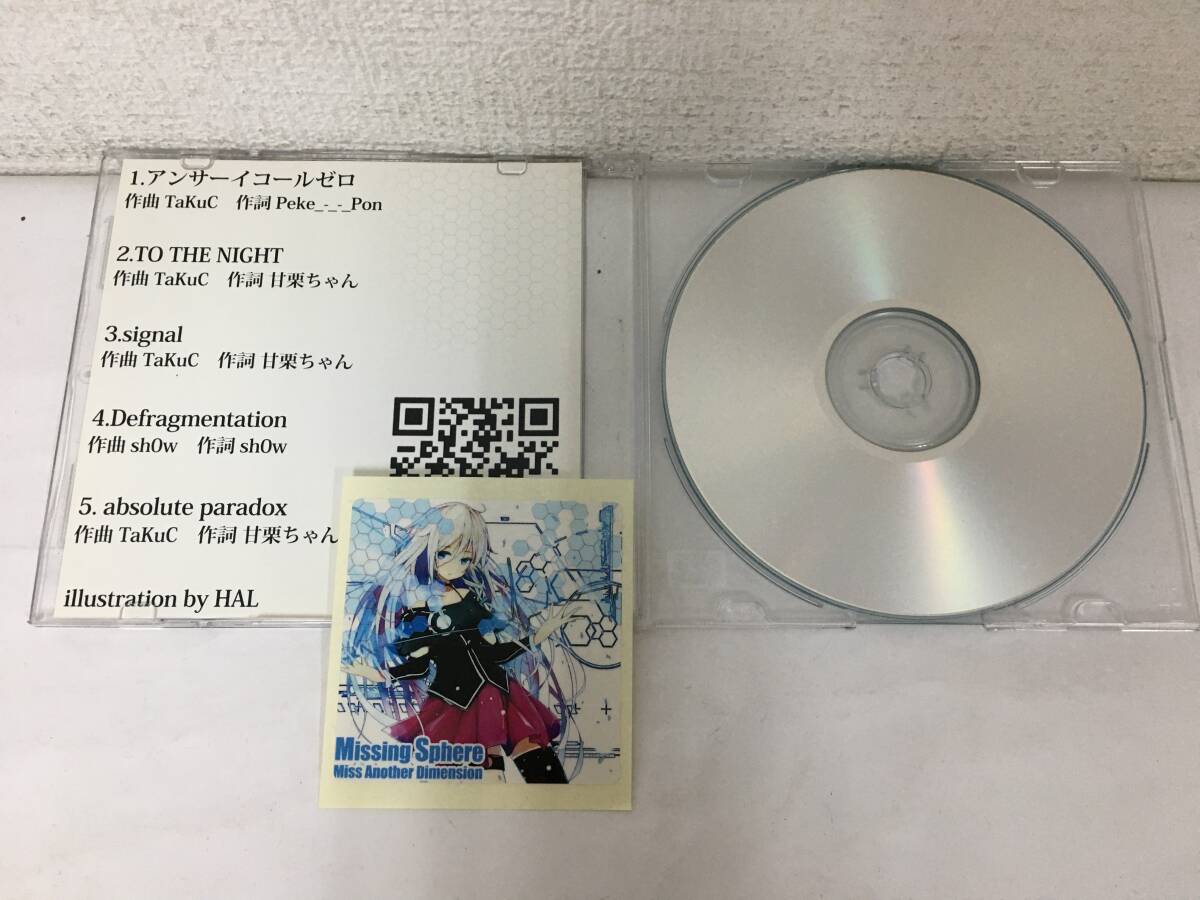 1.アンサーイコールゼロ
作曲 TaKuC 作詞 Peke_-_-_Pon
2.TO THE NIGHT
作曲 TaKuC 作詞 甘栗ちゃん
3.signal
作曲 TaKuC 作詞 甘栗ちゃん
4.Defragmentation
作曲 sh0w 作詞 sh0w
5. absolute paradox
作曲 TaKuC 作詞 甘栗ちゃん
illustration by HAL
Missing Sphere
Miss Another Dimension